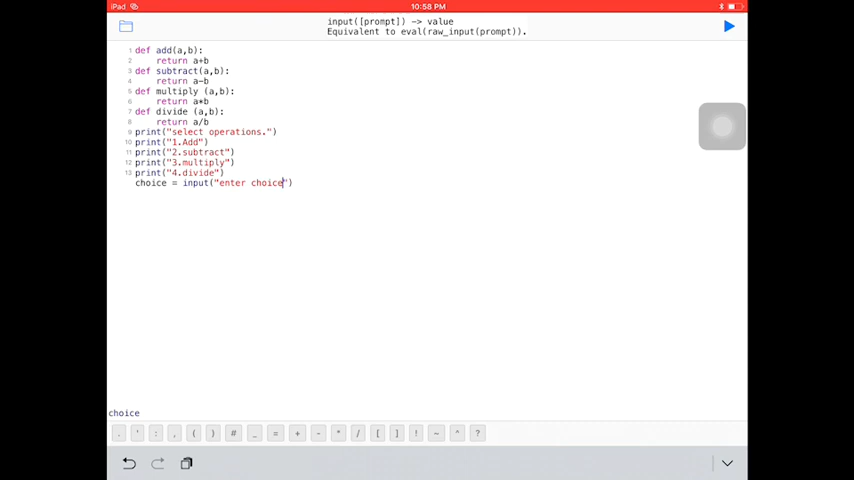 iPad 10:58 PM
input([prompt]) -> value
Equivalent to eval(raw_input(prompt)).
1 def add(a,b):
2 return a+b
3 def subtract(a,b):
4 return a-b
5 def multiply (a,b):
6 return a*b
7 def divide (a,b):
8 return a/b
9 print("select operations.")
10 print("1.Add")
11 print("2.subtract")
12 print("3.multiply")
13 print("4.divide")
choice = input("enter choice")
choice
. ' : , ( ) # _ = + - * / [ ] ! ~ ^ ?